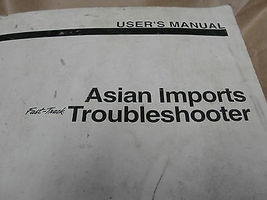 USER'S MANUAL
Asian Imports
Fast-Track Troubleshooter